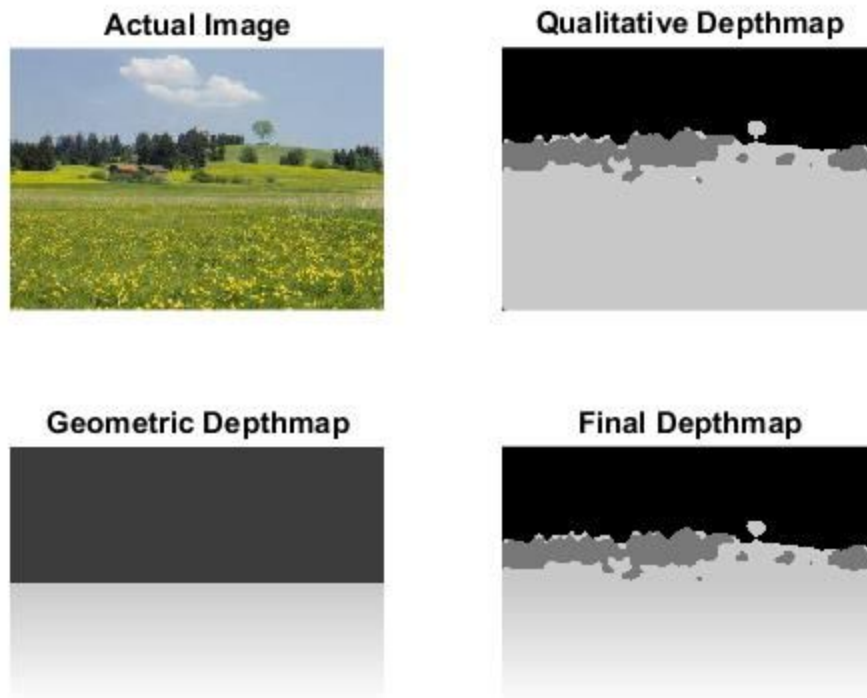 Actual Image
Qualitative Depthmap
Geometric Depthmap
Final Depthmap